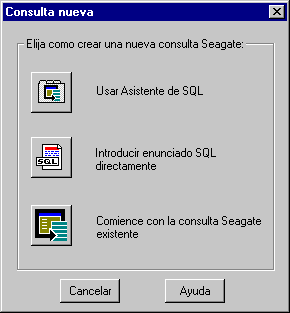 Consulta nueva
Elija como crear una nueva consulta Seagate:
Usar Asistente de SQL
SQL
Introducir enunciado SQL
directamente
Comience con la consulta Seagate
existente
Cancelar
Ayuda